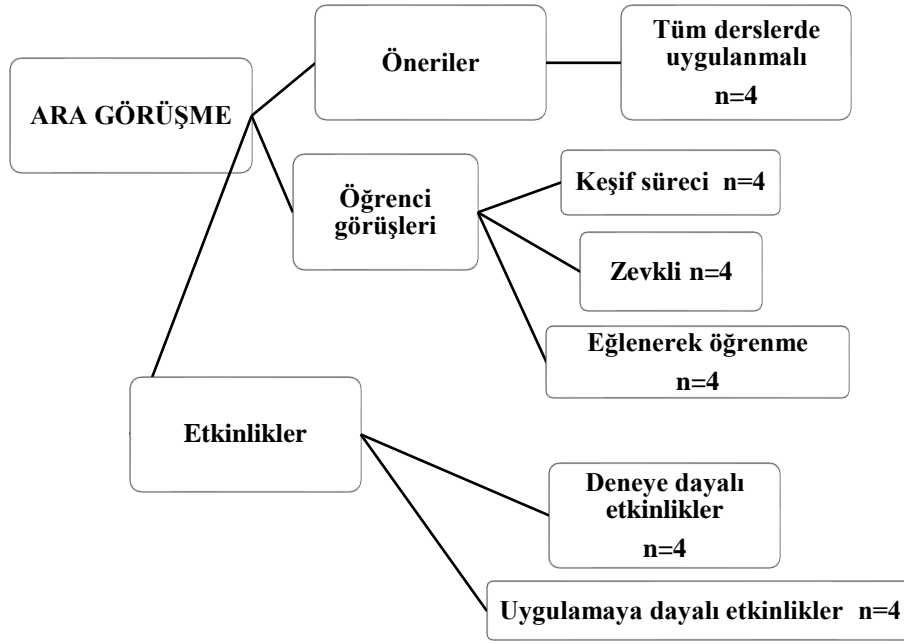 ARA GÖRÜŞME
Öneriler
Tüm derslerde
uygulanmalı
n=4
Öğrenci
görüşleri
Keşif süreci n=4
Zevkli n=4
Eğlenerek öğrenme
n=4
Etkinlikler
Deneye dayalı
etkinlikler
n=4
Uygulamaya dayalı etkinlikler n=4